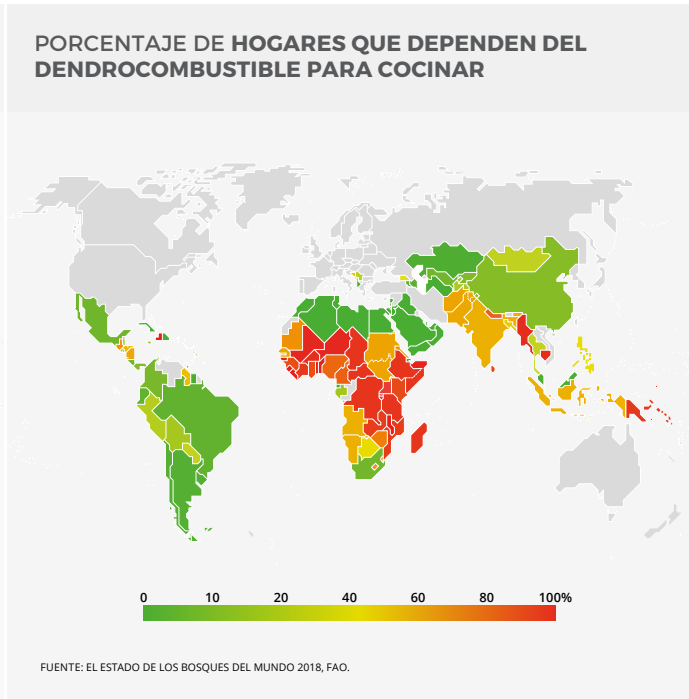 PORCENTAJE DE HOGARES QUE DEPENDEN DEL
DENDROCOMBUSTIBLE PARA COCINAR
0 10 20 40 60 80 100%
FUENTE: EL ESTADO DE LOS BOSQUES DEL MUNDO 2018, FAO.